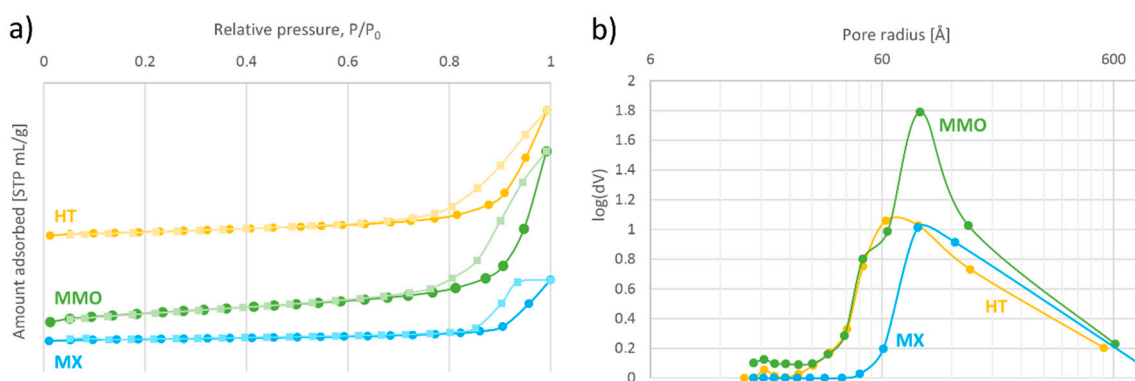 a)
Relative pressure, P/P₀
0 0.2 0.4 0.6 0.8 1
Amount adsorbed [STP mL/g]
HT
MMO
MX
b)
Pore radius [Å]
6 60 600
log(dV)
2
1.8
1.6
1.4
1.2
1
0.8
0.6
0.4
0.2
0
MMO
HT
MX